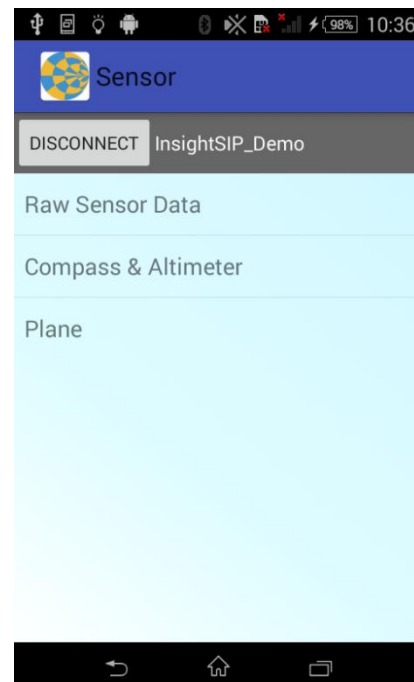 98% 10:36
Sensor
DISCONNECT InsightSIP_Demo
Raw Sensor Data
Compass & Altimeter
Plane